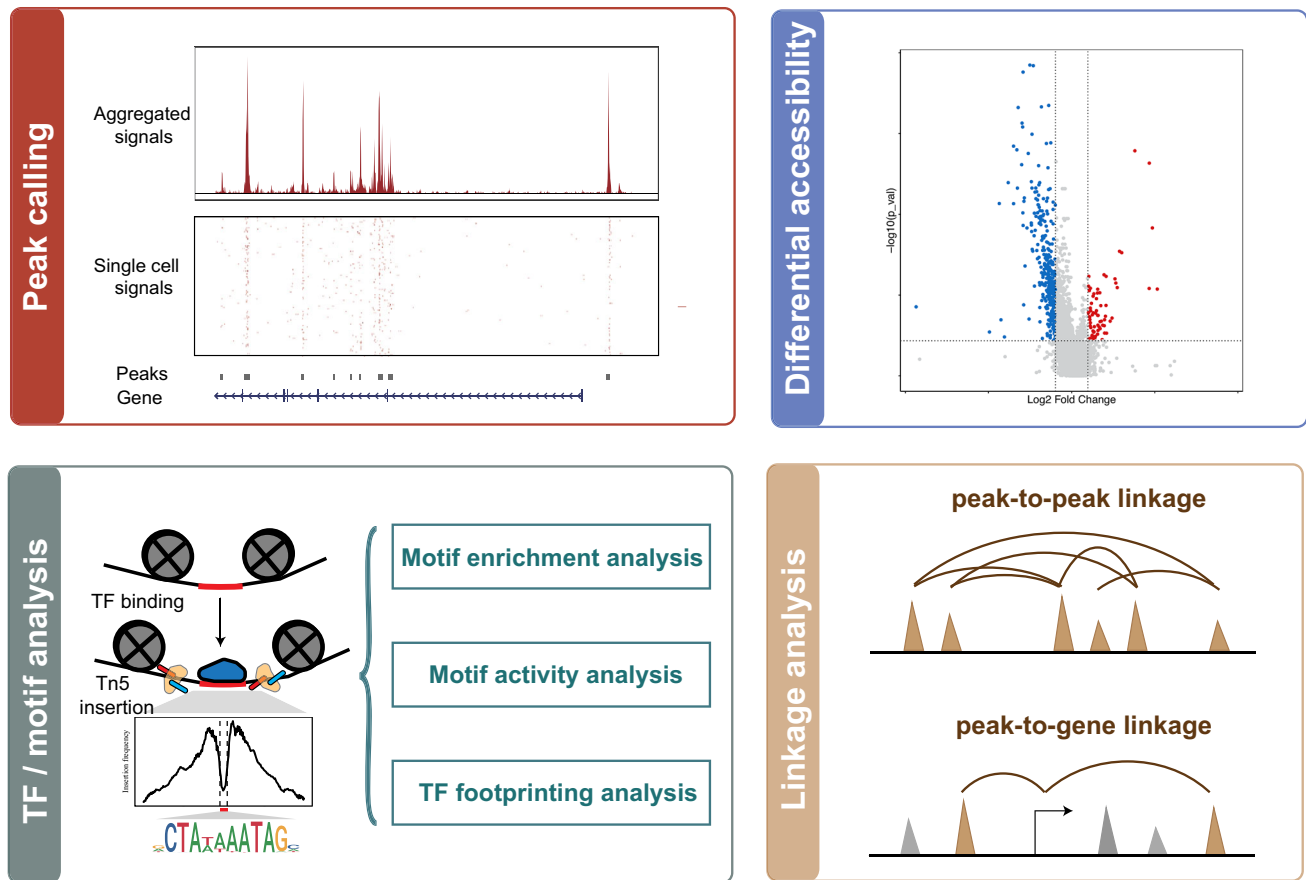 Peak calling
Aggregated
signals
Single cell
signals
Peaks
Gene
Differential accessibility
−log10(p_val)
Log2 Fold Change
TF / motif analysis
TF binding
Tn5
insertion
Insertion frequency
CTATAAATAG
Motif enrichment analysis
Motif activity analysis
TF footprinting analysis
Linkage analysis
peak-to-peak linkage
peak-to-gene linkage